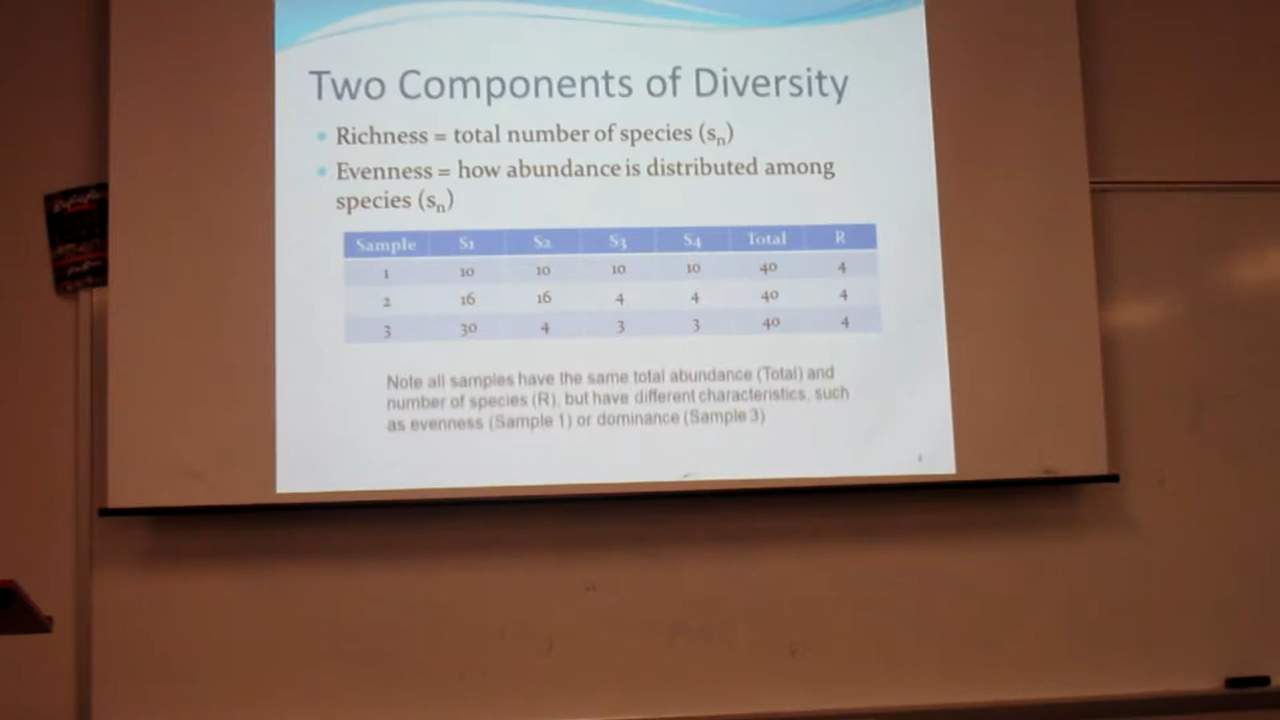 Two Components of Diversity
Richness = total number of species (sn)
Evenness = how abundance is distributed among
species (sn)
Sample S1 S2 S3 S4 Total R
1 10 10 10 10 40 4
2 16 16 4 4 40 4
3 30 4 3 3 40 4
Note all samples have the same total abundance (Total) and
number of species (R), but have different characteristics, such
as evenness (Sample 1) or dominance (Sample 3)